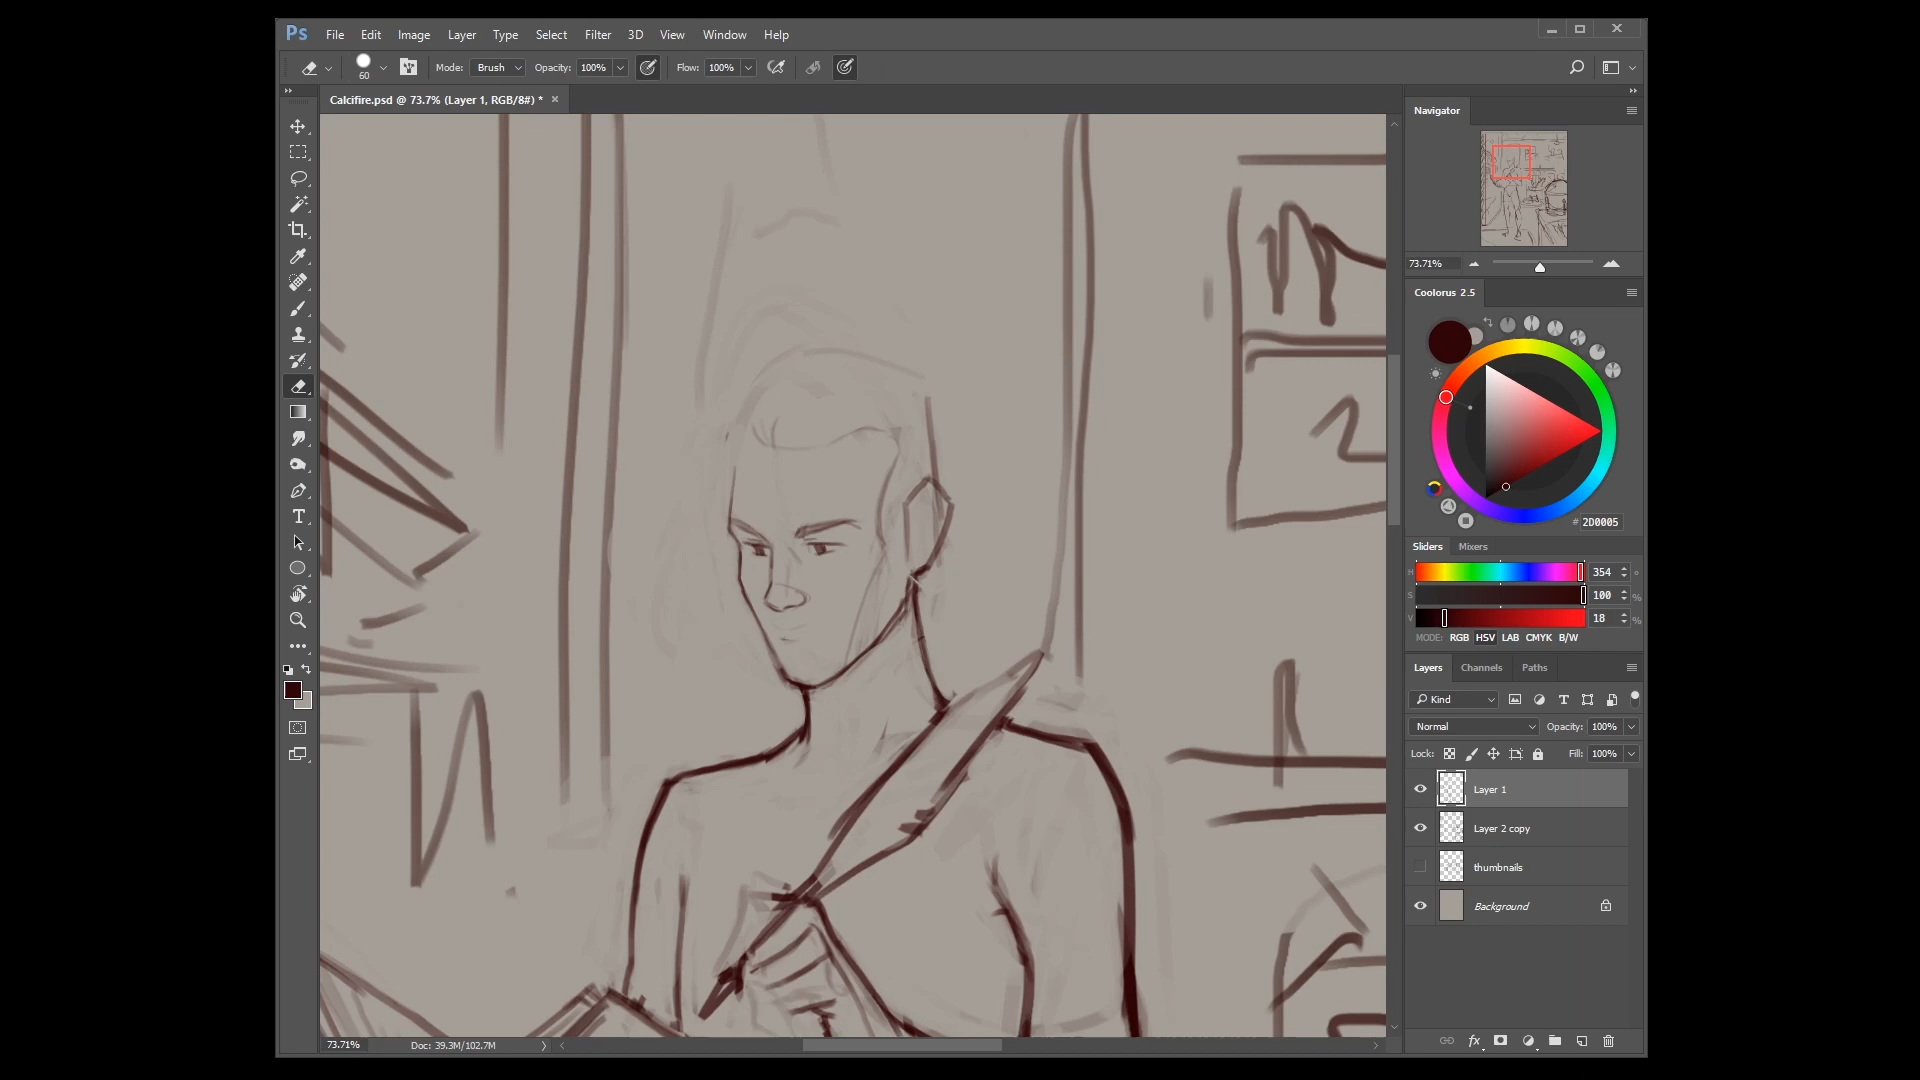 Ps File Edit Image Layer Type Select Filter 3D View Window Help
60 Mode: Brush Opacity: 100% Flow: 100%
Calcifire.psd @ 73.7% (Layer 1, RGB/8#) *
Navigator
73.71%
Coolorus 2.5
# 2D0005
Sliders Mixers
H 354 °
S 100 %
V 18 %
MODE: RGB HSV LAB CMYK B/W
Layers Channels Paths
Kind
Normal Opacity: 100%
Lock: Fill: 100%
Layer 1
Layer 2 copy
thumbnails
Background
fx
73.71% Doc: 39.3M/102.7M